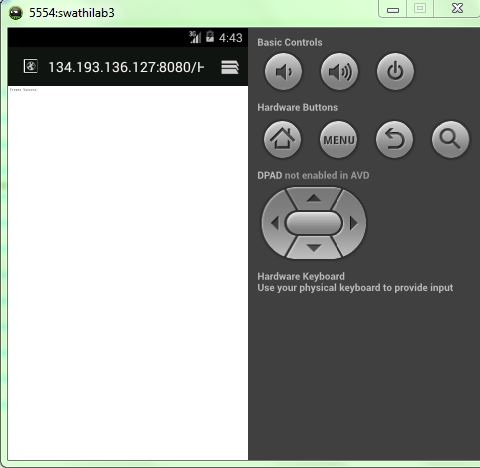 5554:swathilab3
3G 4:43
134.193.136.127:8080/H
Basic Controls
Hardware Buttons
MENU
DPAD not enabled in AVD
Hardware Keyboard
Use your physical keyboard to provide input